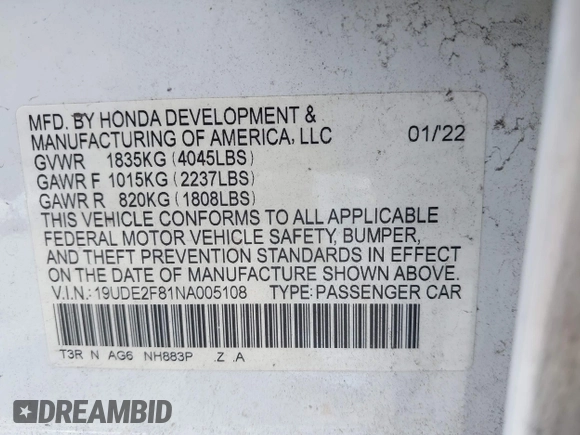 MFD. BY HONDA DEVELOPMENT &
MANUFACTURING OF AMERICA, LLC 01/'22
GVWR 1835KG (4045LBS)
GAWR F 1015KG (2237LBS)
GAWR R 820KG (1808LBS)
THIS VEHICLE CONFORMS TO ALL APPLICABLE
FEDERAL MOTOR VEHICLE SAFETY, BUMPER,
AND THEFT PREVENTION STANDARDS IN EFFECT
ON THE DATE OF MANUFACTURE SHOWN ABOVE.
V.I.N.: 19UDE2F81NA005108 TYPE: PASSENGER CAR
T3R N AG6 NH883P .Z .A
DREAMBID